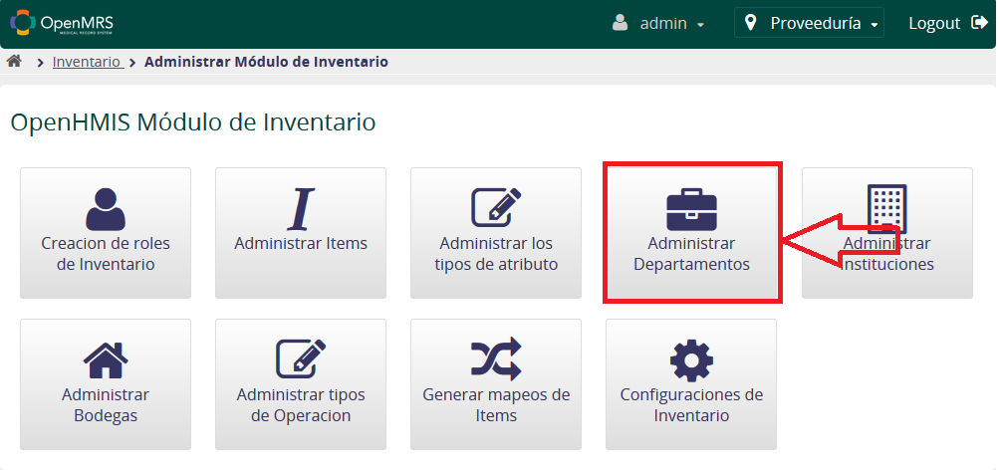 OpenMRS
MEDICAL RECORD SYSTEM
admin
Proveeduría
Logout
Inventario
Administrar Módulo de Inventario
OpenHMIS Módulo de Inventario
Creacion de roles
de Inventario
Administrar Items
Administrar los
tipos de atributo
Administrar
Departamentos
Administrar
Instituciones
Administrar
Bodegas
Administrar tipos
de Operacion
Generar mapeos de
Items
Configuraciones de
Inventario